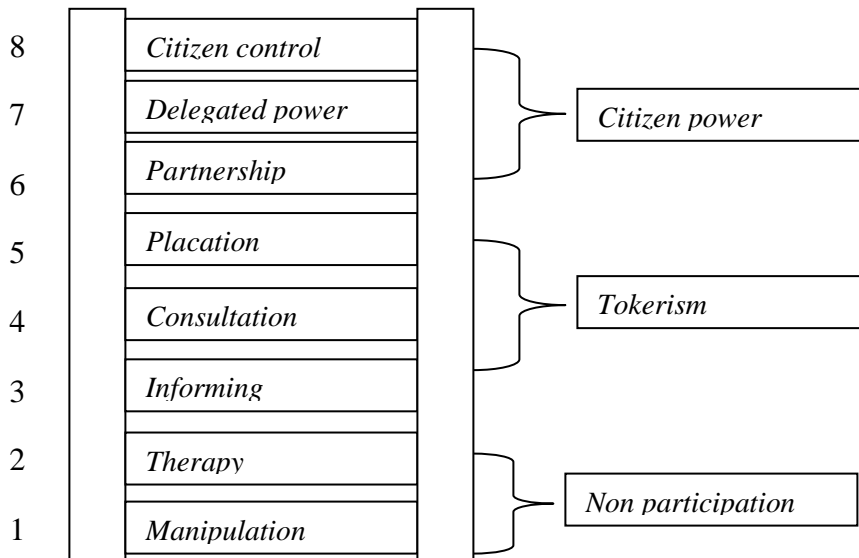 8 Citizen control
7 Delegated power
Citizen power
6 Partnership
5 Placation
Tokerism
4 Consultation
3 Informing
2 Therapy
Non participation
1 Manipulation